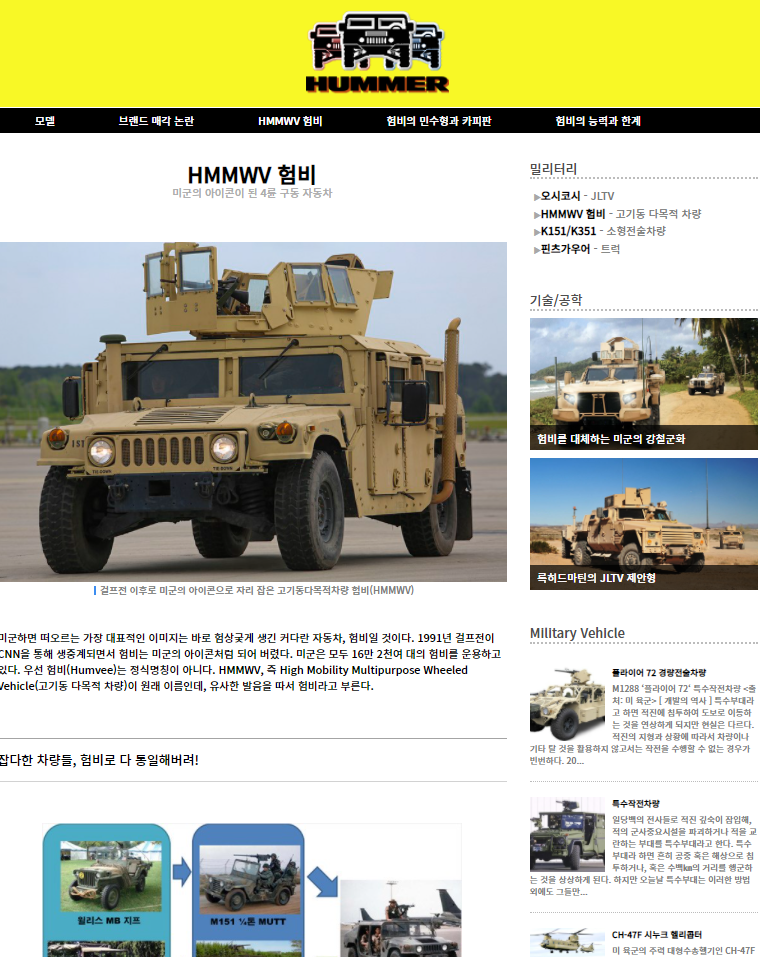 HUMMER
모델 브랜드 매각 논란 HMMWV 험비 험비의 민수형과 카피판 험비의 능력과 한계
HMMWV 험비
미군의 아이콘이 된 4륜 구동 자동차
걸프전 이후로 미군의 아이콘으로 자리 잡은 고기동다목적차량 험비(HMMWV)
미군하면 떠오르는 가장 대표적인 이미지는 바로 험상궂게 생긴 커다란 자동차, 험비일 것이다. 1991년 걸프전이
CNN을 통해 생중계되면서 험비는 미군의 아이콘처럼 되어 버렸다. 미군은 모두 16만 2천여 대의 험비를 운용하고
있다. 우선 험비(Humvee)는 정식명칭이 아니다. HMMWV, 즉 High Mobility Multipurpose Wheeled
Vehicle(고기동 다목적 차량)이 원래 이름인데, 유사한 발음을 따서 험비라고 부른다.
잡다한 차량들, 험비로 다 통일해버려!
윌리스 MB 지프
M151 ¼톤 MUTT
밀리터리
▶오시코시 - JLTV
▶HMMWV 험비 - 고기동 다목적 차량
▶K151/K351 - 소형전술차량
▶핀츠가우어 - 트럭
기술/공학
험비를 대체하는 미군의 강철군화
록히드마틴의 JLTV 제안형
Military Vehicle
플라이어 72 경량전술차량
M1288 ‘플라이어 72’ 특수작전차량 <출
처: 미 육군> [ 개발의 역사 ] 특수부대라
고 하면 적진에 침투하여 도보로 이동하
는 것을 연상하게 되지만 현실은 다르다.
적진의 지형과 상황에 따라서 차량이나
기타 탈 것을 활용하지 않고서는 작전을 수행할 수 없는 경우가
빈번하다. 20...
특수작전차량
일당백의 전사들로 적진 깊숙이 잠입해,
적의 군사중요시설을 파괴하거나 적을 교
란하는 부대를 특수부대라고 한다. 특수
부대라 하면 흔히 공중 혹은 해상으로 침
투하거나, 혹은 수백㎞의 거리를 행군하
는 것을 상상하게 된다. 하지만 오늘날 특수부대는 이러한 방법
외에도 그들만...
CH-47F 시누크 헬리콥터
미 육군의 주력 대형수송헬기인 CH-47F